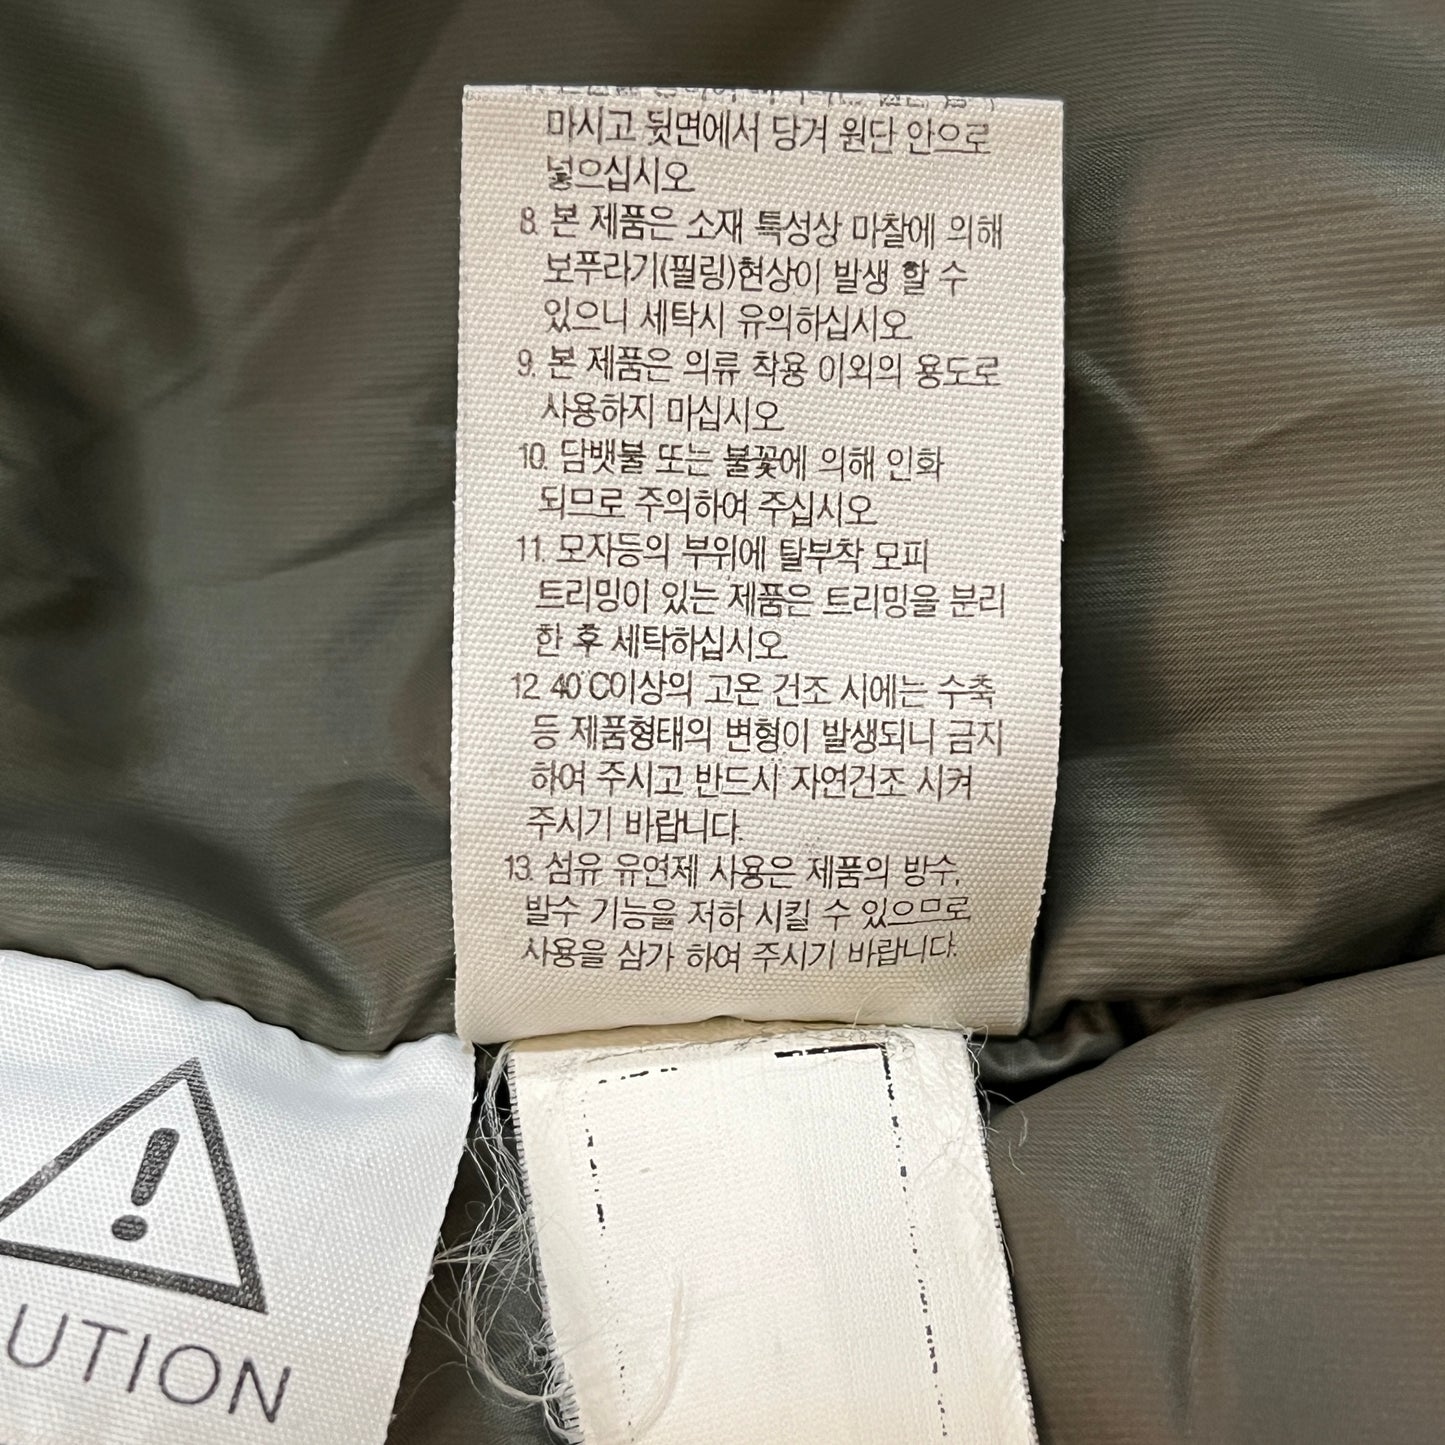 마시고 뒷면에서 당겨 원단 안으로
넣으십시오.
8. 본 제품은 소재 특성상 마찰에 의해
보푸라기(필링)현상이 발생 할 수
있으니 세탁시 유의하십시오.
9. 본 제품은 의류 착용 이외의 용도로
사용하지 마십시오.
10. 담뱃불 또는 불꽃에 의해 인화
되므로 주의하여 주십시오.
11. 모자등의 부위에 탈부착 모피
트리밍이 있는 제품은 트리밍을 분리
한 후 세탁하십시오.
12. 40˚C이상의 고온 건조 시에는 수축
등 제품형태의 변형이 발생되니 금지
하여 주시고 반드시 자연건조 시켜
주시기 바랍니다.
13. 섬유 유연제 사용은 제품의 방수,
발수 기능을 저하 시킬 수 있으므로
사용을 삼가 하여 주시기 바랍니다.
UTION